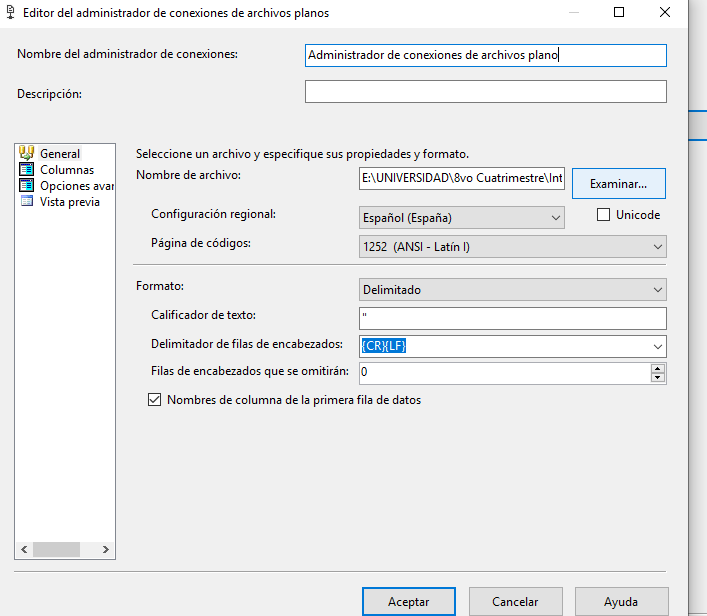 Editor del administrador de conexiones de archivos planos
Nombre del administrador de conexiones:
Administrador de conexiones de archivos plano
Descripción:
General
Columnas
Opciones avar
Vista previa
Seleccione un archivo y especifique sus propiedades y formato.
Nombre de archivo:
E:\UNIVERSIDAD\8vo Cuatrimestre\Int
Examinar...
Configuración regional:
Español (España)
Unicode
Página de códigos:
1252 (ANSI - Latín I)
Formato:
Delimitado
Calificador de texto:
"
Delimitador de filas de encabezados:
{CR}{LF}
Filas de encabezados que se omitirán:
0
Nombres de columna de la primera fila de datos
Aceptar
Cancelar
Ayuda